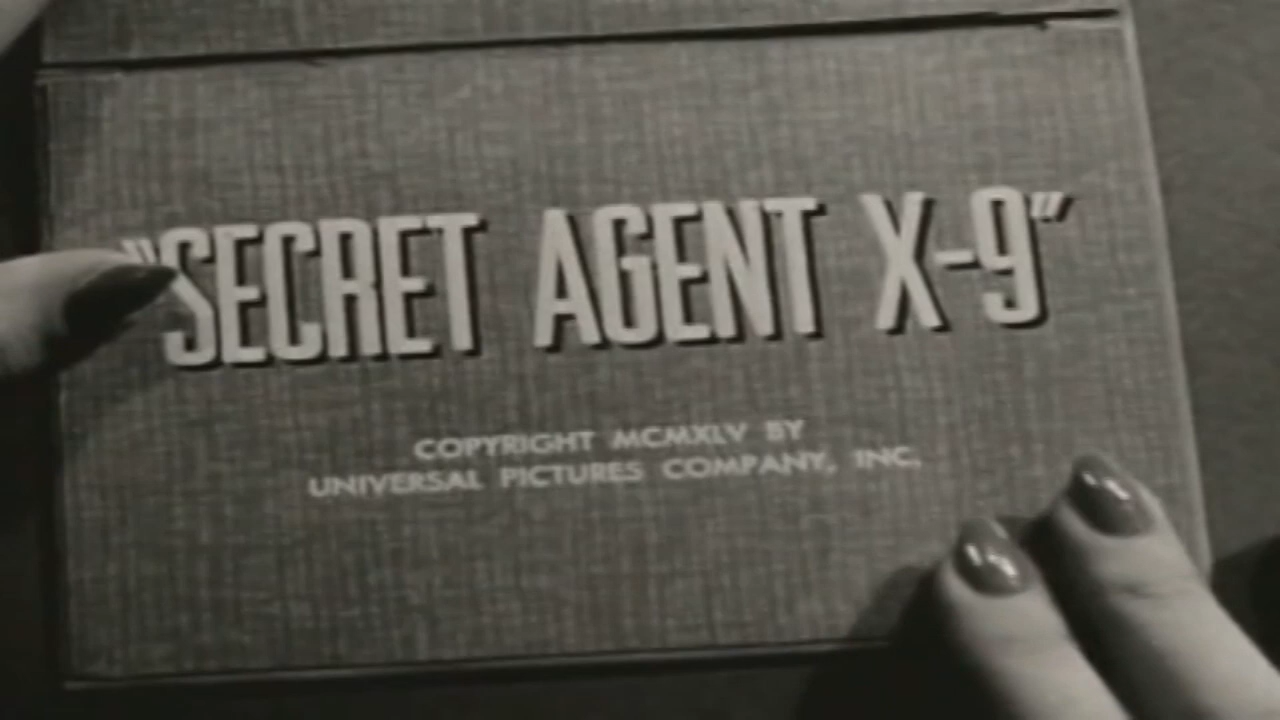 "SECRET AGENT X-9"
COPYRIGHT MCMXLV BY
UNIVERSAL PICTURES COMPANY, INC.